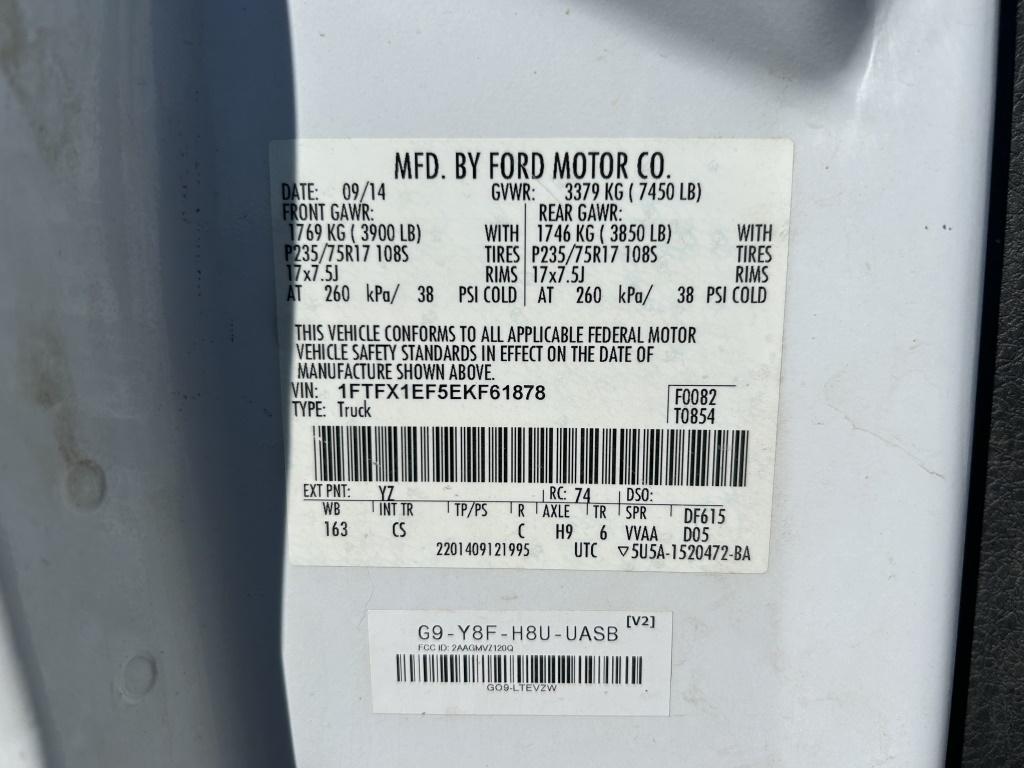 MFD. BY FORD MOTOR CO.
DATE: 09/14 GVWR: 3379 KG ( 7450 LB)
FRONT GAWR: REAR GAWR:
1769 KG ( 3900 LB) WITH 1746 KG ( 3850 LB) WITH
P235/75R17 108S TIRES P235/75R17 108S TIRES
17x7.5J RIMS 17x7.5J RIMS
AT 260 kPa/ 38 PSI COLD AT 260 kPa/ 38 PSI COLD
THIS VEHICLE CONFORMS TO ALL APPLICABLE FEDERAL MOTOR
VEHICLE SAFETY STANDARDS IN EFFECT ON THE DATE OF
MANUFACTURE SHOWN ABOVE.
VIN: 1FTFX1EF5EKF61878 F0082
TYPE: Truck T0854
EXT PNT: YZ RC: 74 DSO:
WB INT TR TP/PS R AXLE TR SPR DF615
163 CS C H9 6 VVAA D05
2201409121995 UTC ▽5U5A-1520472-BA
G9-Y8F-H8U-UASB [V2]
FCC ID: 2AAGMVZ120Q
GO9-LTEVZW